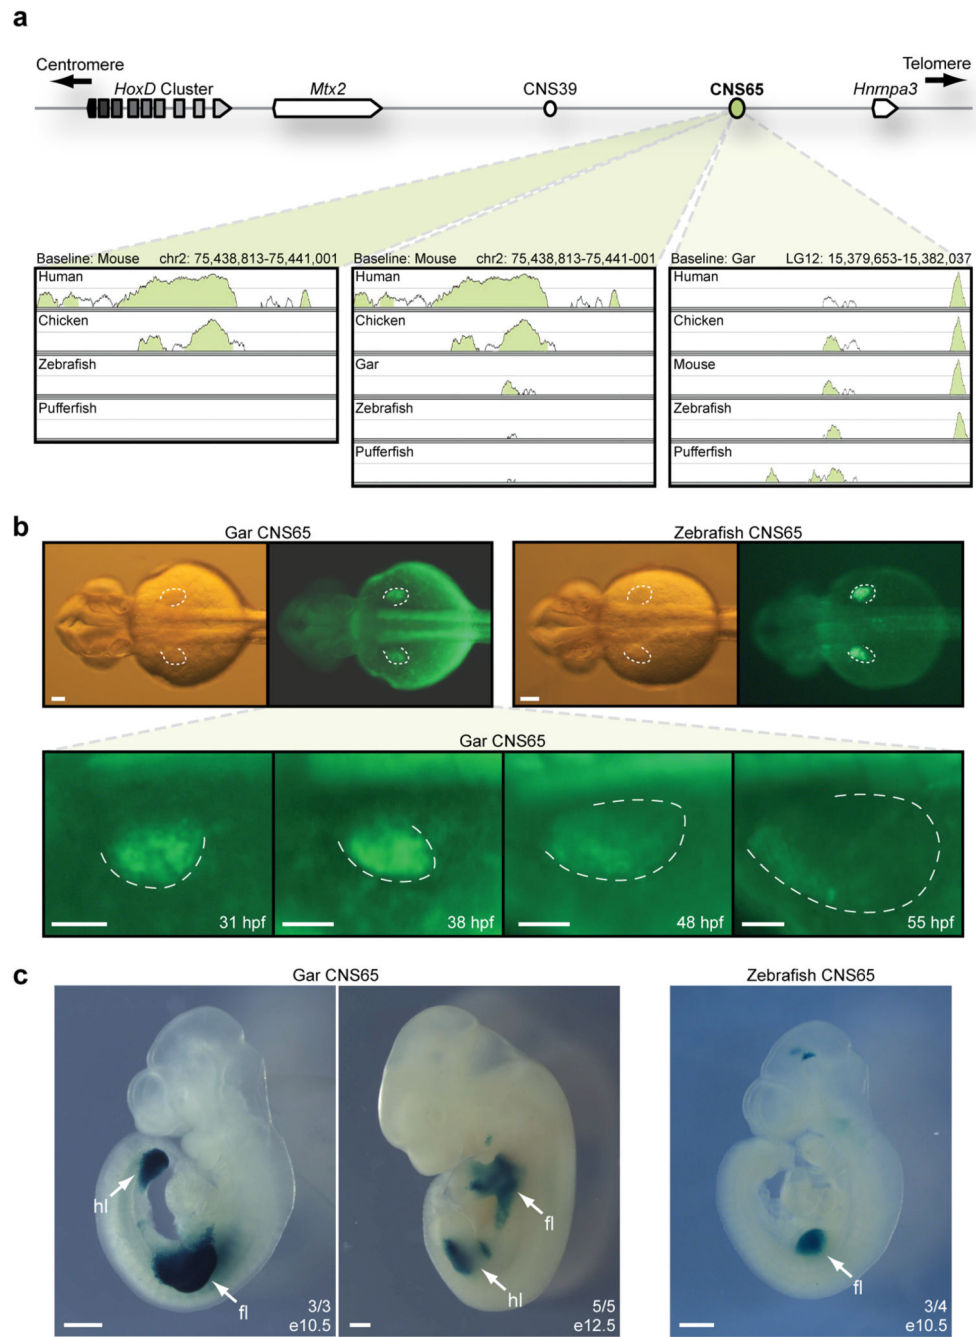 a
Centromere
Telomere
HoxD Cluster
Mtx2
CNS39
CNS65
Hnrnpa3
Baseline: Mouse chr2: 75,438,813-75,441,001
Human
Chicken
Zebrafish
Pufferfish
Baseline: Mouse chr2: 75,438,813-75,441-001
Human
Chicken
Gar
Zebrafish
Pufferfish
Baseline: Gar LG12: 15,379,653-15,382,037
Human
Chicken
Mouse
Zebrafish
Pufferfish
b
Gar CNS65
Zebrafish CNS65
Gar CNS65
31 hpf
38 hpf
48 hpf
55 hpf
c
Gar CNS65
Zebrafish CNS65
hl
fl
3/3
e10.5
fl
hl
5/5
e12.5
fl
3/4
e10.5